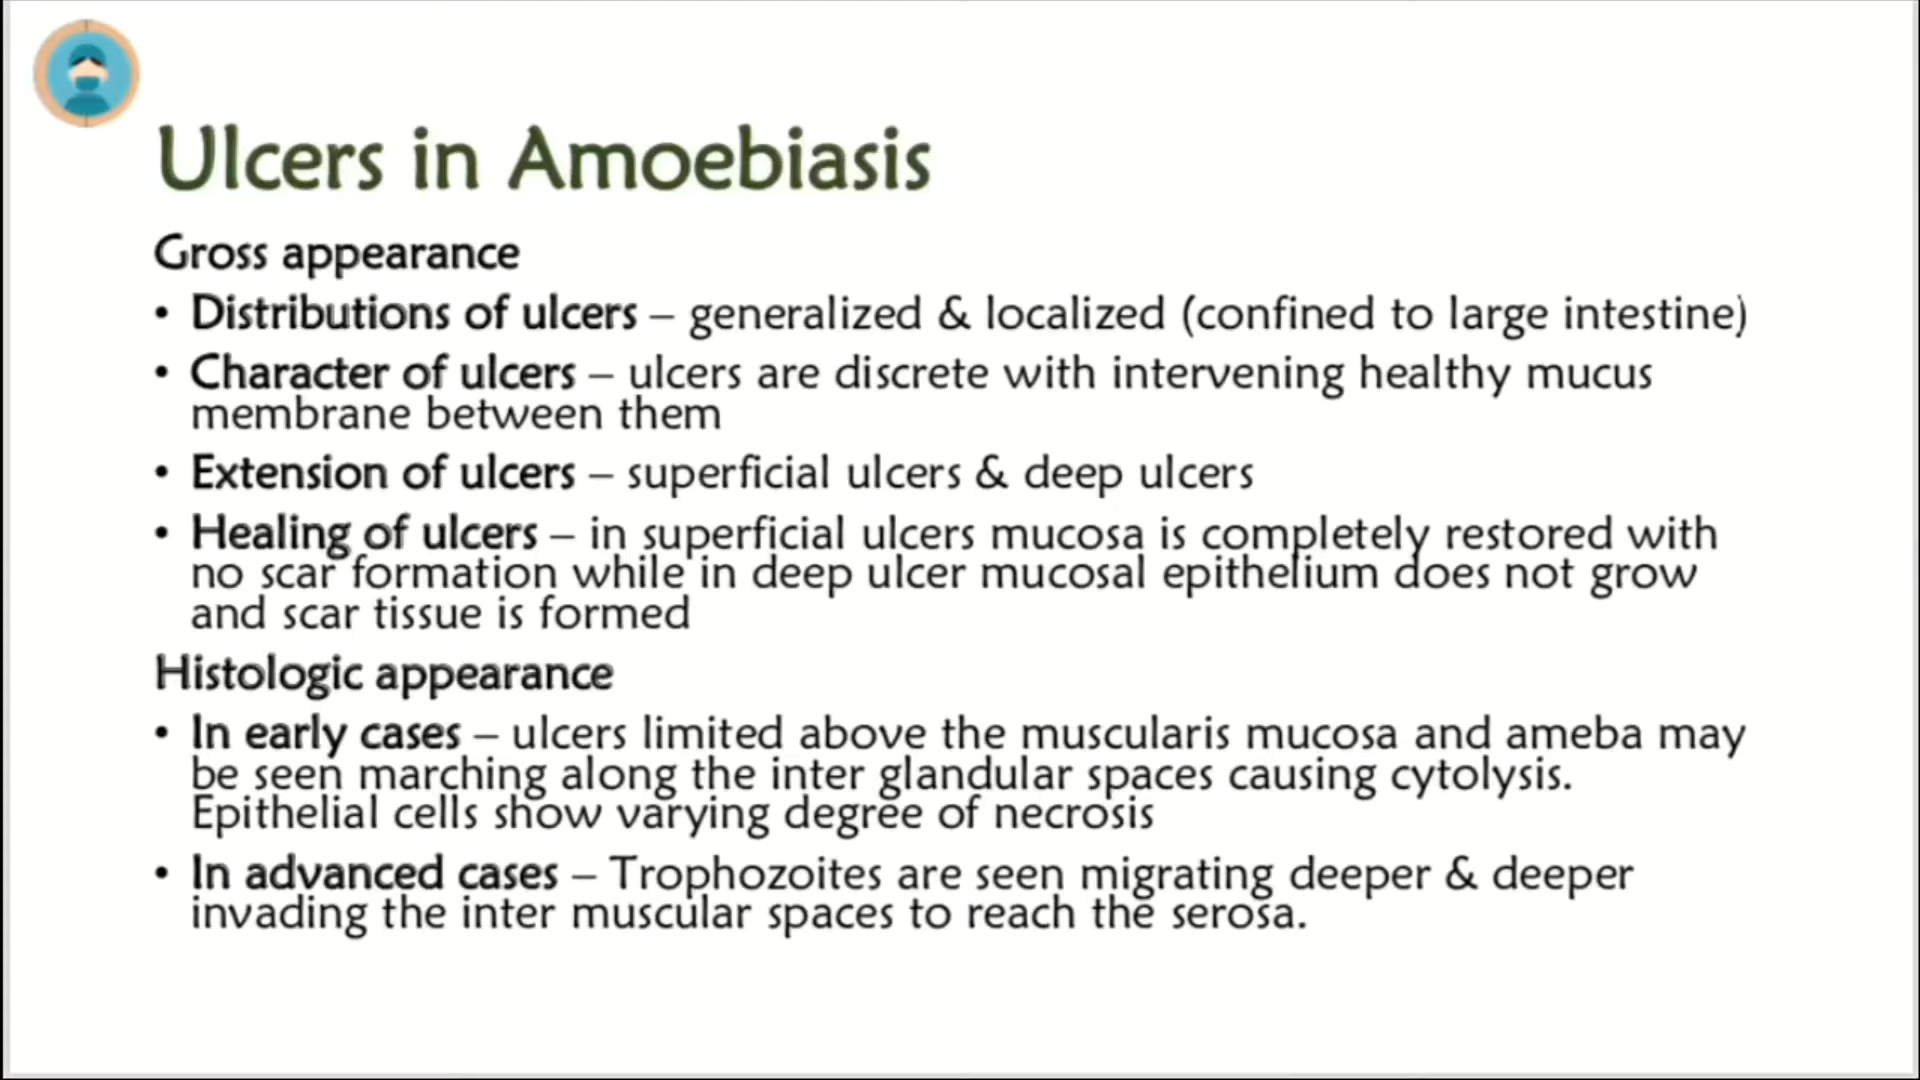 Ulcers in Amoebiasis
Gross appearance
• Distributions of ulcers – generalized & localized (confined to large intestine)
• Character of ulcers – ulcers are discrete with intervening healthy mucus
membrane between them
• Extension of ulcers – superficial ulcers & deep ulcers
• Healing of ulcers – in superficial ulcers mucosa is completely restored with
no scar formation while in deep ulcer mucosal epithelium does not grow
and scar tissue is formed
Histologic appearance
• In early cases – ulcers limited above the muscularis mucosa and ameba may
be seen marching along the inter glandular spaces causing cytolysis.
Epithelial cells show varying degree of necrosis
• In advanced cases – Trophozoites are seen migrating deeper & deeper
invading the inter muscular spaces to reach the serosa.